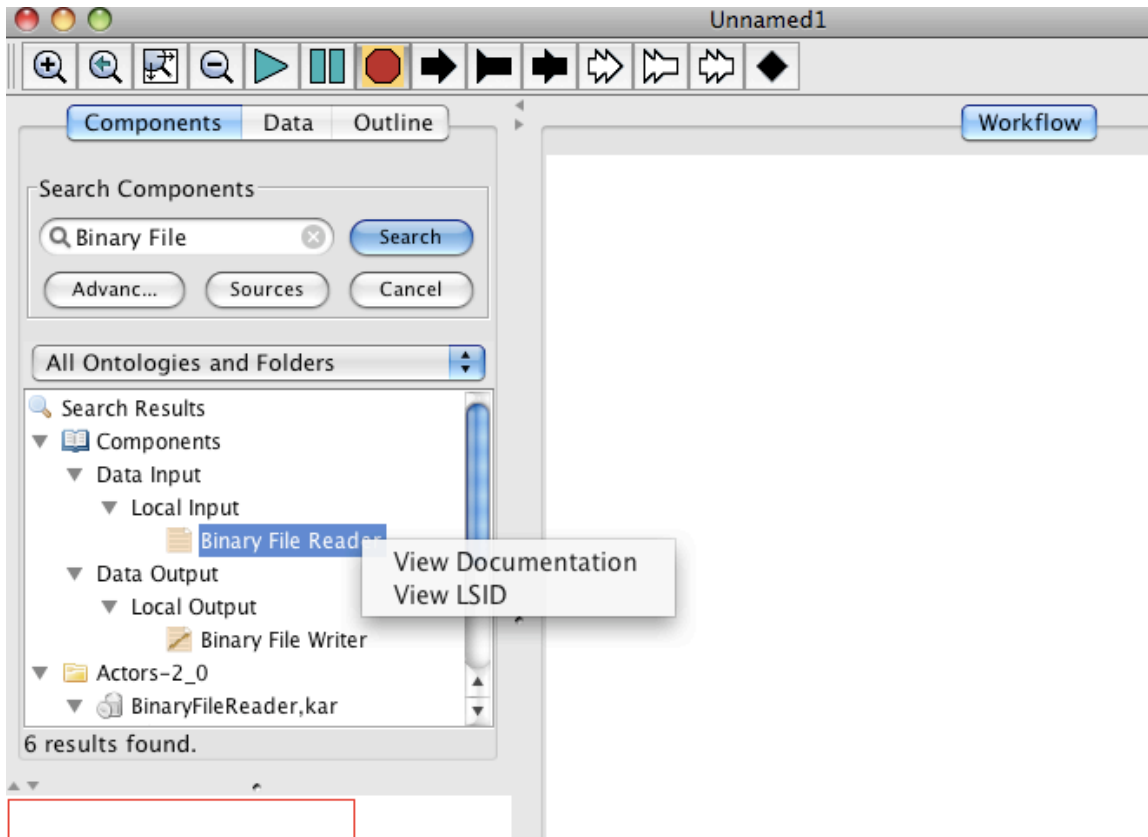 Unnamed1
Components Data Outline
Workflow
Search Components
Binary File Search
Advanc... Sources Cancel
All Ontologies and Folders
Search Results
Components
Data Input
Local Input
Binary File Reader
View Documentation
View LSID
Data Output
Local Output
Binary File Writer
Actors-2_0
BinaryFileReader,kar
6 results found.